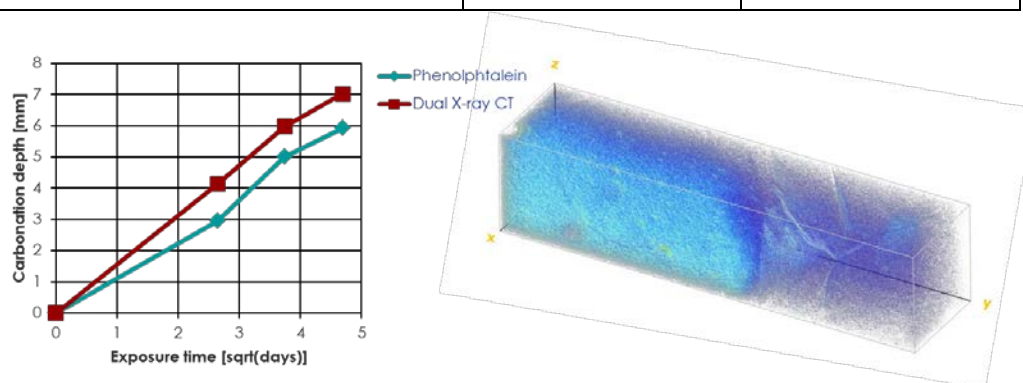 8
7
6
5
4
3
2
1
0
Carbonation depth [mm]
0 1 2 3 4 5
Exposure time [sqrt(days)]
Phenolphtalein
Dual X-ray CT
z
x
y